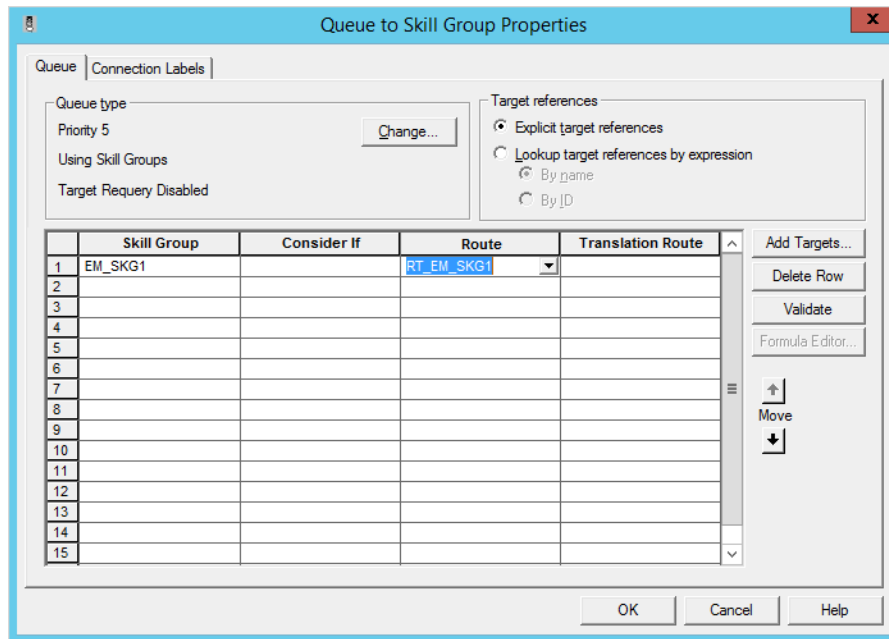 Queue to Skill Group Properties
x
Queue
Connection Labels
Queue type
Priority 5
Change...
Using Skill Groups
Target Requery Disabled
Target references
Explicit target references
Lookup target references by expression
By name
By ID
Skill Group Consider If Route Translation Route
1 EM_SKG1 RT_EM_SKG1
2
3
4
5
6
7
8
9
10
11
12
13
14
15
Add Targets...
Delete Row
Validate
Formula Editor...
Move
OK Cancel Help